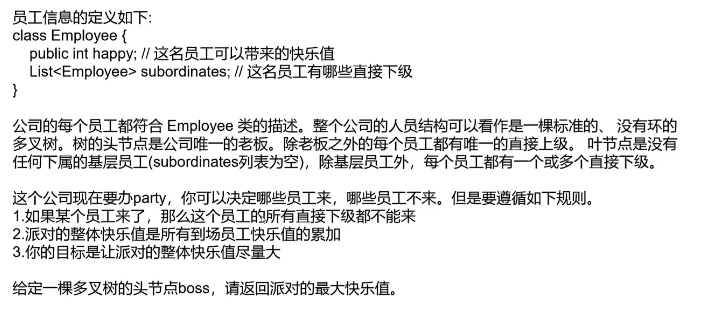 员工信息的定义如下:
class Employee {
    public int happy; // 这名员工可以带来的快乐值
    List<Employee> subordinates; // 这名员工有哪些直接下级
}
公司的每个员工都符合 Employee 类的描述。整个公司的人员结构可以看作是一棵标准的、 没有环的
多叉树。树的头节点是公司唯一的老板。除老板之外的每个员工都有唯一的直接上级。 叶节点是没有
任何下属的基层员工(subordinates列表为空)，除基层员工外，每个员工都有一个或多个直接下级。
这个公司现在要办party，你可以决定哪些员工来，哪些员工不来。但是要遵循如下规则。
1.如果某个员工来了，那么这个员工的所有直接下级都不能来
2.派对的整体快乐值是所有到场员工快乐值的累加
3.你的目标是让派对的整体快乐值尽量大
给定一棵多叉树的头节点boss，请返回派对的最大快乐值。